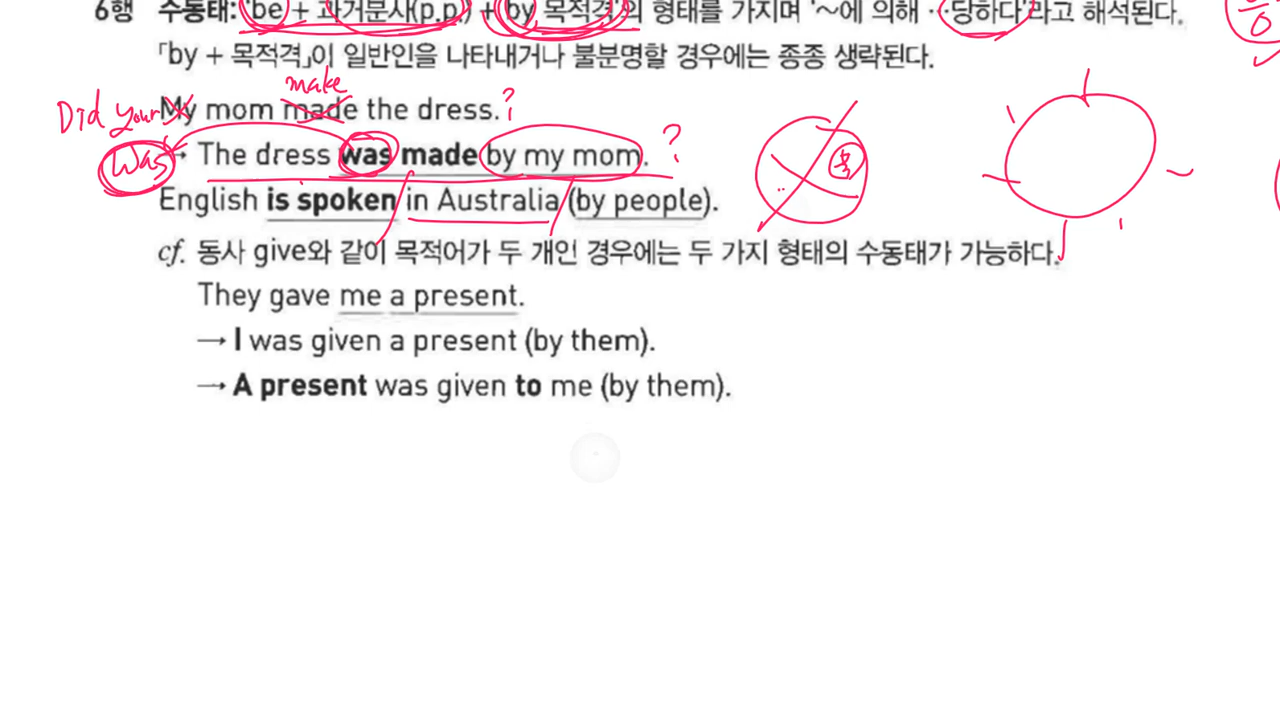 6행 수동태: 'be + 과거분사(p.p.) + by 목적격'의 형태를 가지며 '~에 의해 …당하다'라고 해석된다.
「by + 목적격」이 일반인을 나타내거나 불분명할 경우에는 종종 생략된다.
make
Did your My mom made the dress. ?
Was → The dress was made by my mom. ?
English is spoken in Australia (by people).
cf. 동사 give와 같이 목적어가 두 개인 경우에는 두 가지 형태의 수동태가 가능하다.
They gave me a present.
→ I was given a present (by them).
→ A present was given to me (by them).